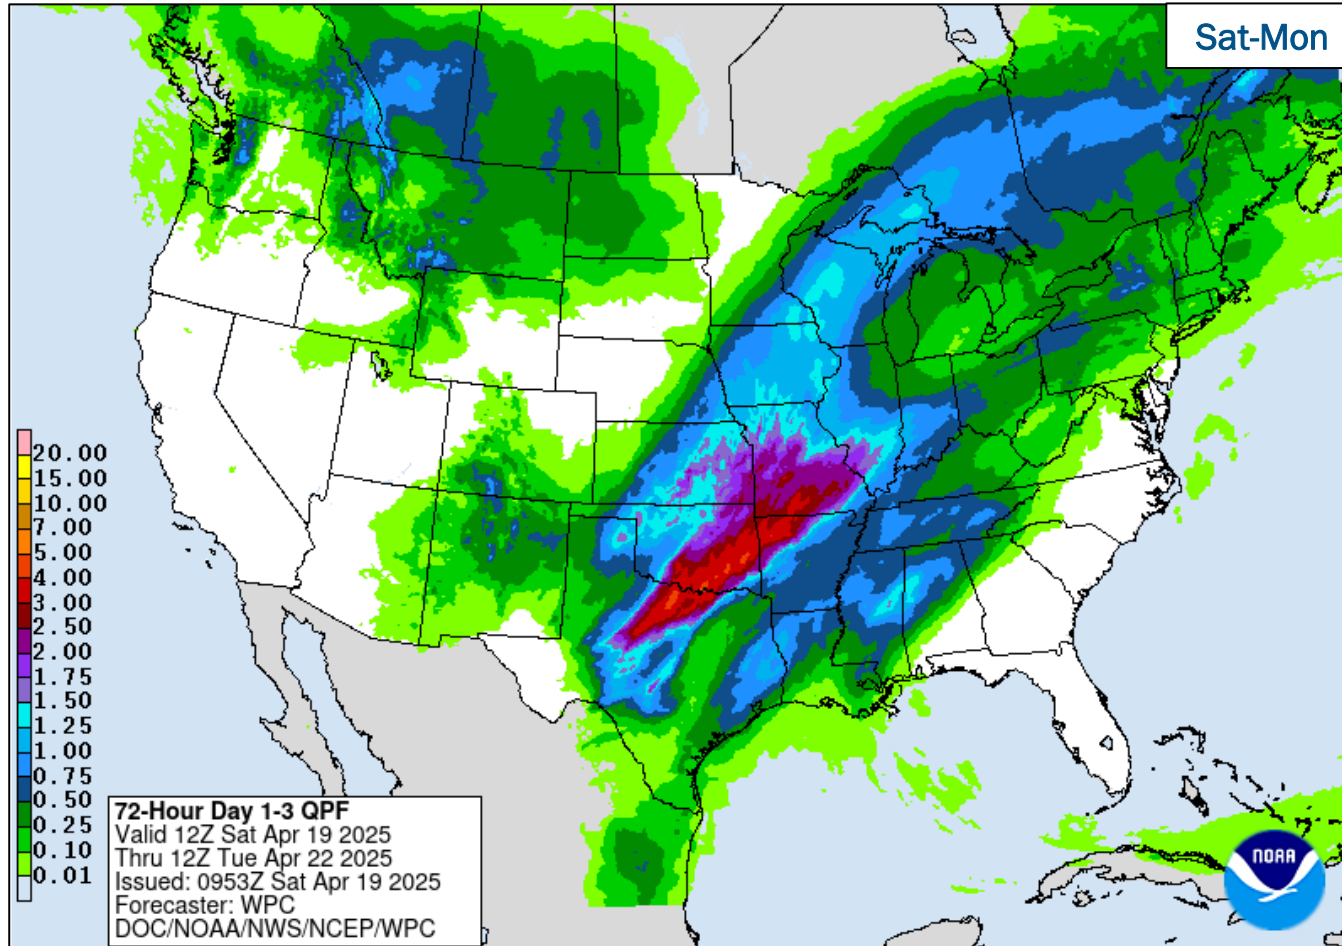 Sat-Mon
20.00
15.00
10.00
7.00
5.00
4.00
3.00
2.50
2.00
1.75
1.50
1.25
1.00
0.75
0.50
0.25
0.10
0.01
72-Hour Day 1-3 QPF
Valid 12Z Sat Apr 19 2025
Thru 12Z Tue Apr 22 2025
Issued: 0953Z Sat Apr 19 2025
Forecaster: WPC
DOC/NOAA/NWS/NCEP/WPC
NOAA